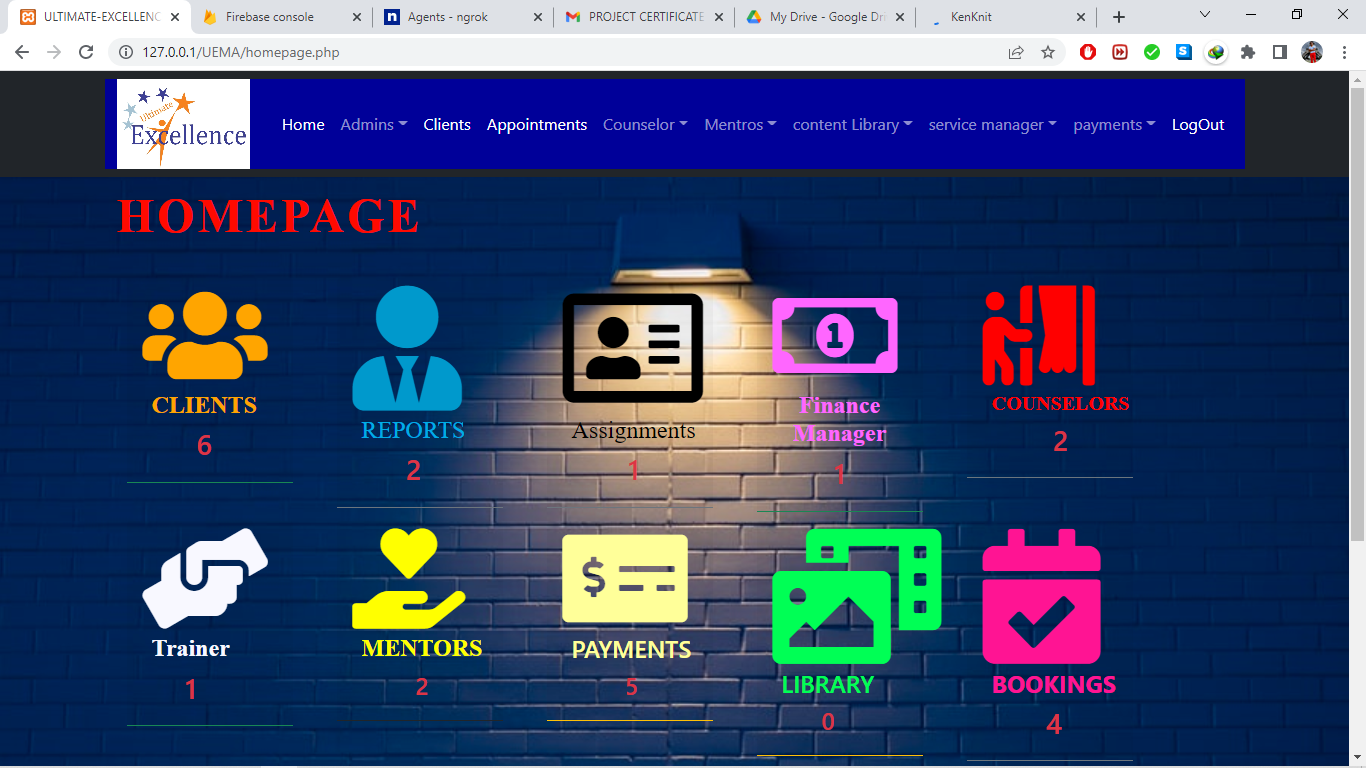 ULTIMATE-EXCELLENC
Firebase console
Agents - ngrok
PROJECT CERTIFICATE
My Drive - Google Dri
KenKnit
127.0.0.1/UEMA/homepage.php
Ultimate
Excellence
Home
Admins
Clients
Appointments
Counselor
Mentros
content Library
service manager
payments
LogOut
HOMEPAGE
CLIENTS
6
REPORTS
2
Assignments
1
1
Finance
Manager
1
COUNSELORS
2
Trainer
1
MENTORS
2
$
PAYMENTS
5
LIBRARY
0
BOOKINGS
4